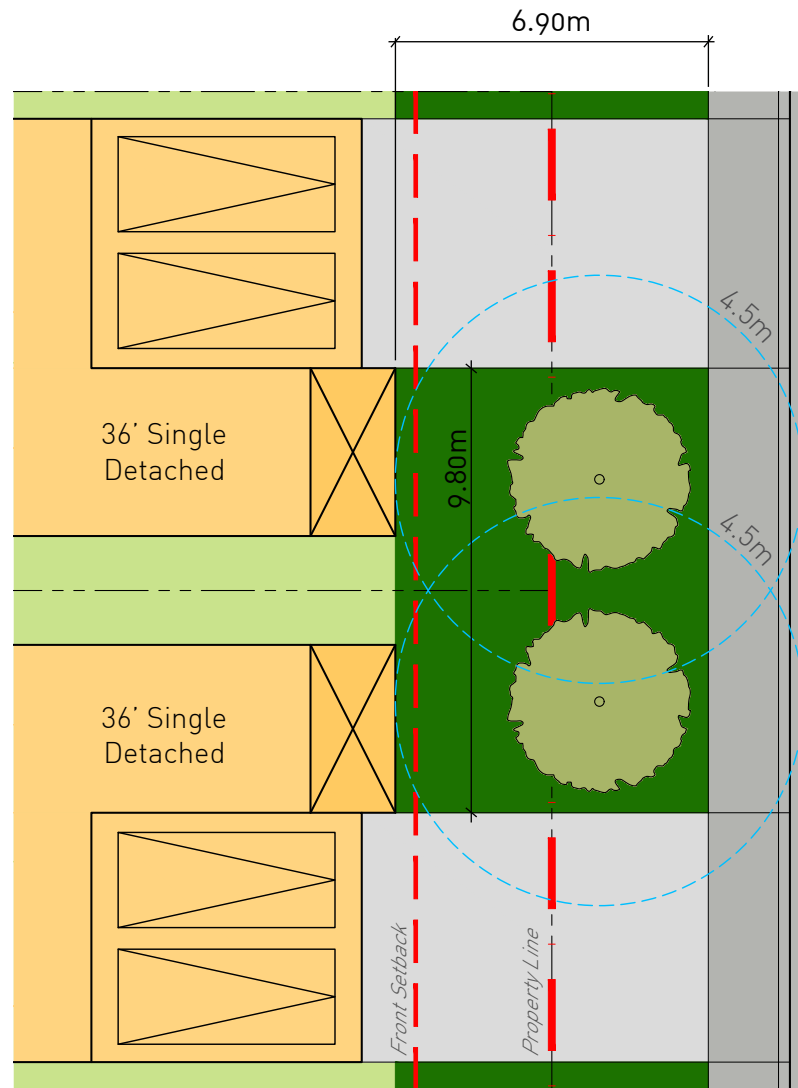 6.90m
4.5m
36’ Single
Detached
9.80m
4.5m
36’ Single
Detached
Front Setback
Property Line